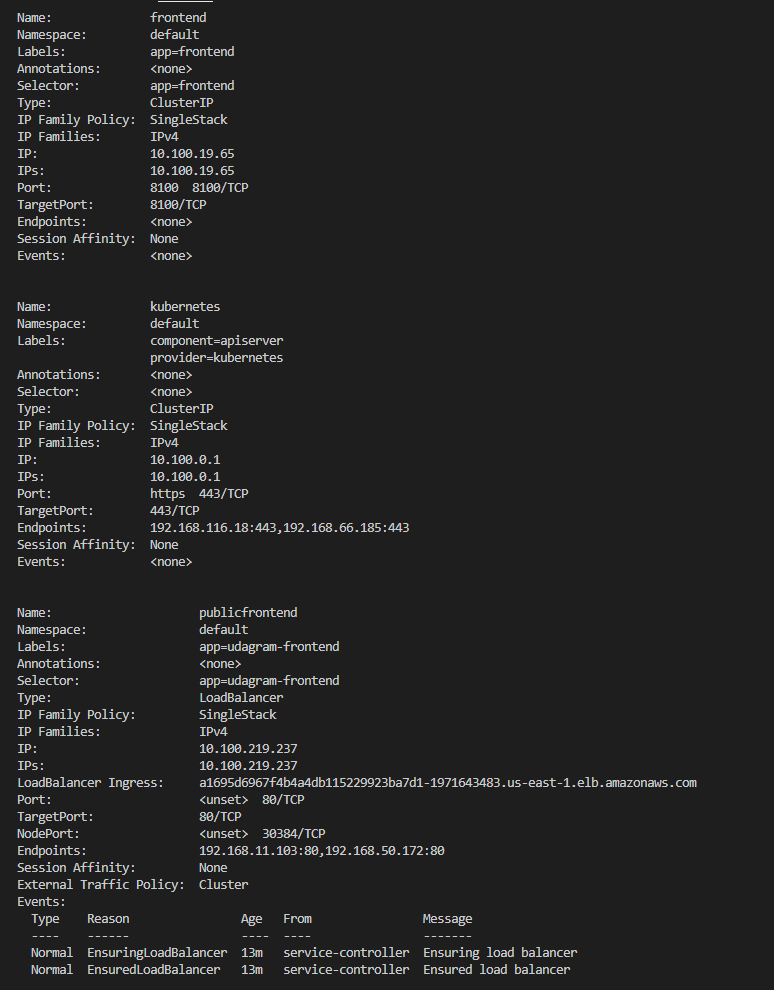 Name:              frontend
Namespace:         default
Labels:            app=frontend
Annotations:       <none>
Selector:          app=frontend
Type:              ClusterIP
IP Family Policy:  SingleStack
IP Families:       IPv4
IP:                10.100.19.65
IPs:               10.100.19.65
Port:              8100  8100/TCP
TargetPort:        8100/TCP
Endpoints:         <none>
Session Affinity:  None
Events:            <none>
Name:              kubernetes
Namespace:         default
Labels:            component=apiserver
                   provider=kubernetes
Annotations:       <none>
Selector:          <none>
Type:              ClusterIP
IP Family Policy:  SingleStack
IP Families:       IPv4
IP:                10.100.0.1
IPs:               10.100.0.1
Port:              https  443/TCP
TargetPort:        443/TCP
Endpoints:         192.168.116.18:443,192.168.66.185:443
Session Affinity:  None
Events:            <none>
Name:                     publicfrontend
Namespace:                default
Labels:                   app=udagram-frontend
Annotations:              <none>
Selector:                 app=udagram-frontend
Type:                     LoadBalancer
IP Family Policy:         SingleStack
IP Families:              IPv4
IP:                       10.100.219.237
IPs:                      10.100.219.237
LoadBalancer Ingress:     a1695d6967f4b4a4db115229923ba7d1-1971643483.us-east-1.elb.amazonaws.com
Port:                     <unset>  80/TCP
TargetPort:               80/TCP
NodePort:                 <unset>  30384/TCP
Endpoints:                192.168.11.103:80,192.168.50.172:80
Session Affinity:         None
External Traffic Policy:  Cluster
Events:
  Type    Reason                Age   From                Message
  ----    ------                ----  ----                -------
  Normal  EnsuringLoadBalancer  13m   service-controller  Ensuring load balancer
  Normal  EnsuredLoadBalancer   13m   service-controller  Ensured load balancer